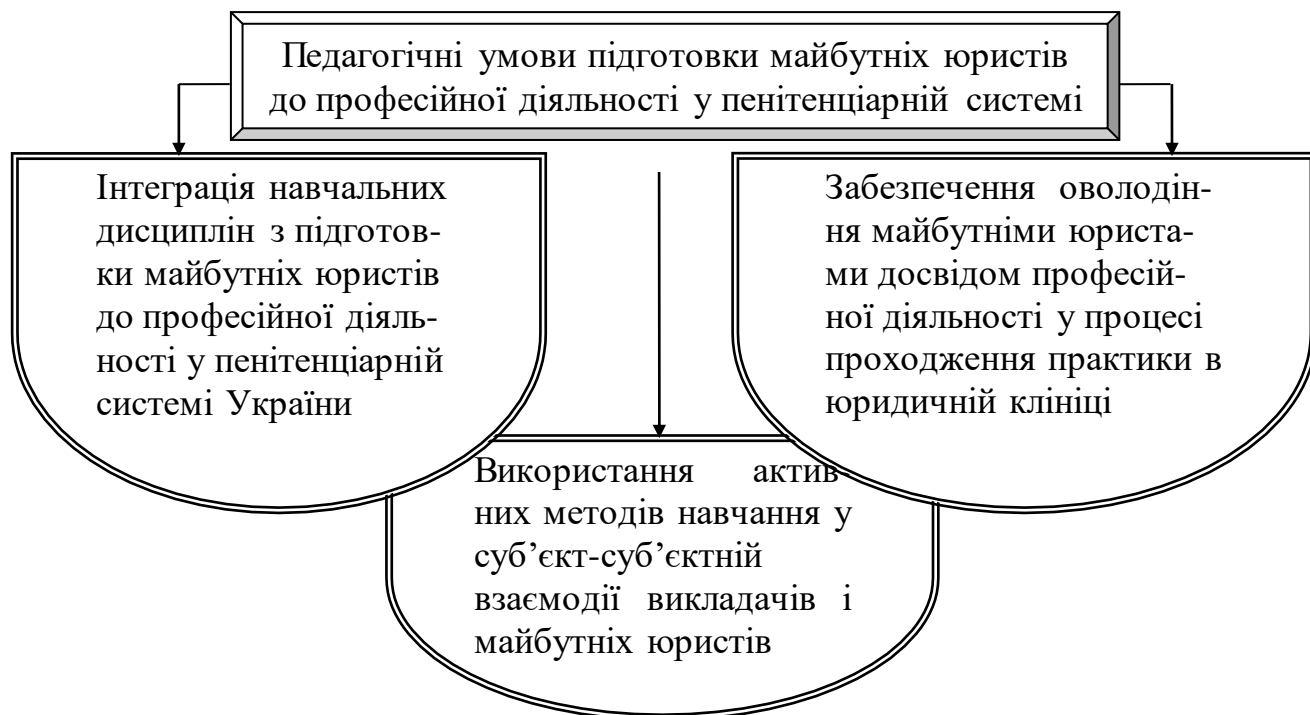 Педагогічні умови підготовки майбутніх юристів
до професійної діяльності у пенітенціарній системі
Інтеграція навчальних
дисциплін з підготов-
ки майбутніх юристів
до професійної діяль-
ності у пенітенціарній
системі України
Забезпечення оволодін-
ня майбутніми юриста-
ми досвідом професій-
ної діяльності у процесі
проходження практики в
юридичній клініці
Використання актив-
них методів навчання у
суб’єкт-суб’єктній
взаємодії викладачів і
майбутніх юристів